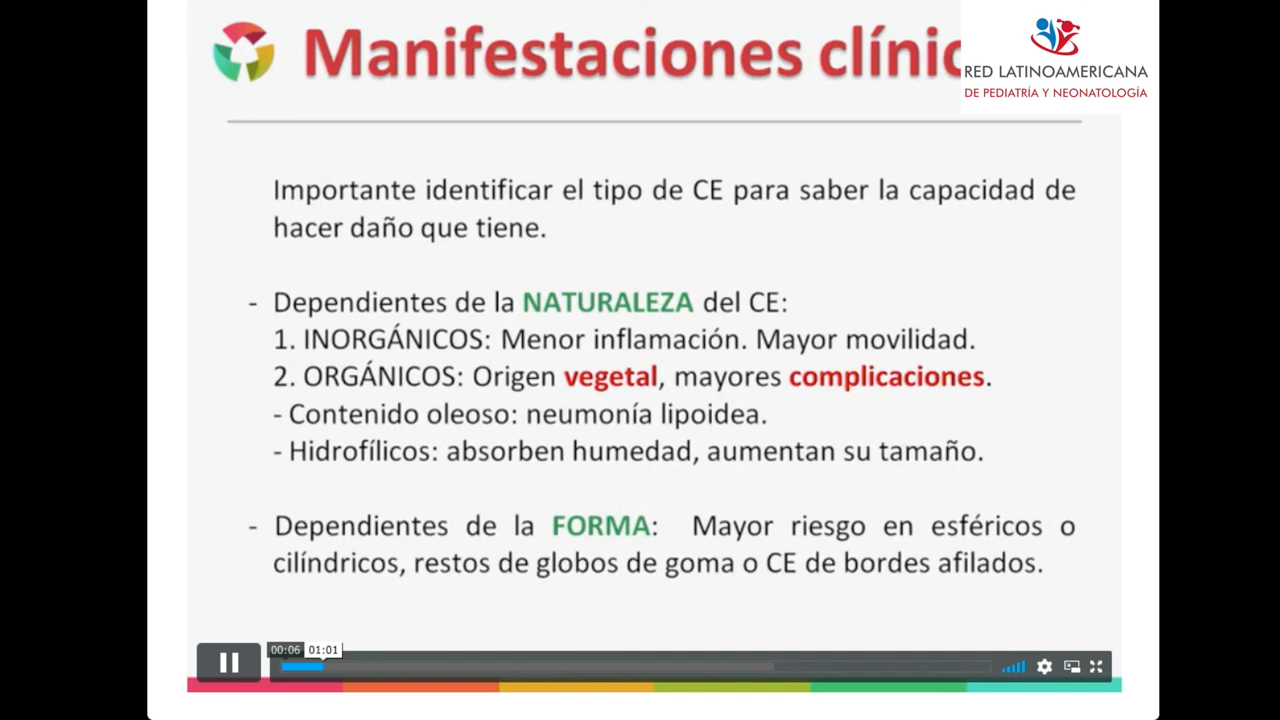 Manifestaciones clínic
RED LATINOAMERICANA
DE PEDIATRÍA Y NEONATOLOGÍA
Importante identificar el tipo de CE para saber la capacidad de
hacer daño que tiene.
- Dependientes de la NATURALEZA del CE:
1. INORGÁNICOS: Menor inflamación. Mayor movilidad.
2. ORGÁNICOS: Origen vegetal, mayores complicaciones.
- Contenido oleoso: neumonía lipoidea.
- Hidrofílicos: absorben humedad, aumentan su tamaño.
- Dependientes de la FORMA: Mayor riesgo en esféricos o
cilíndricos, restos de globos de goma o CE de bordes afilados.
00:06 01:01